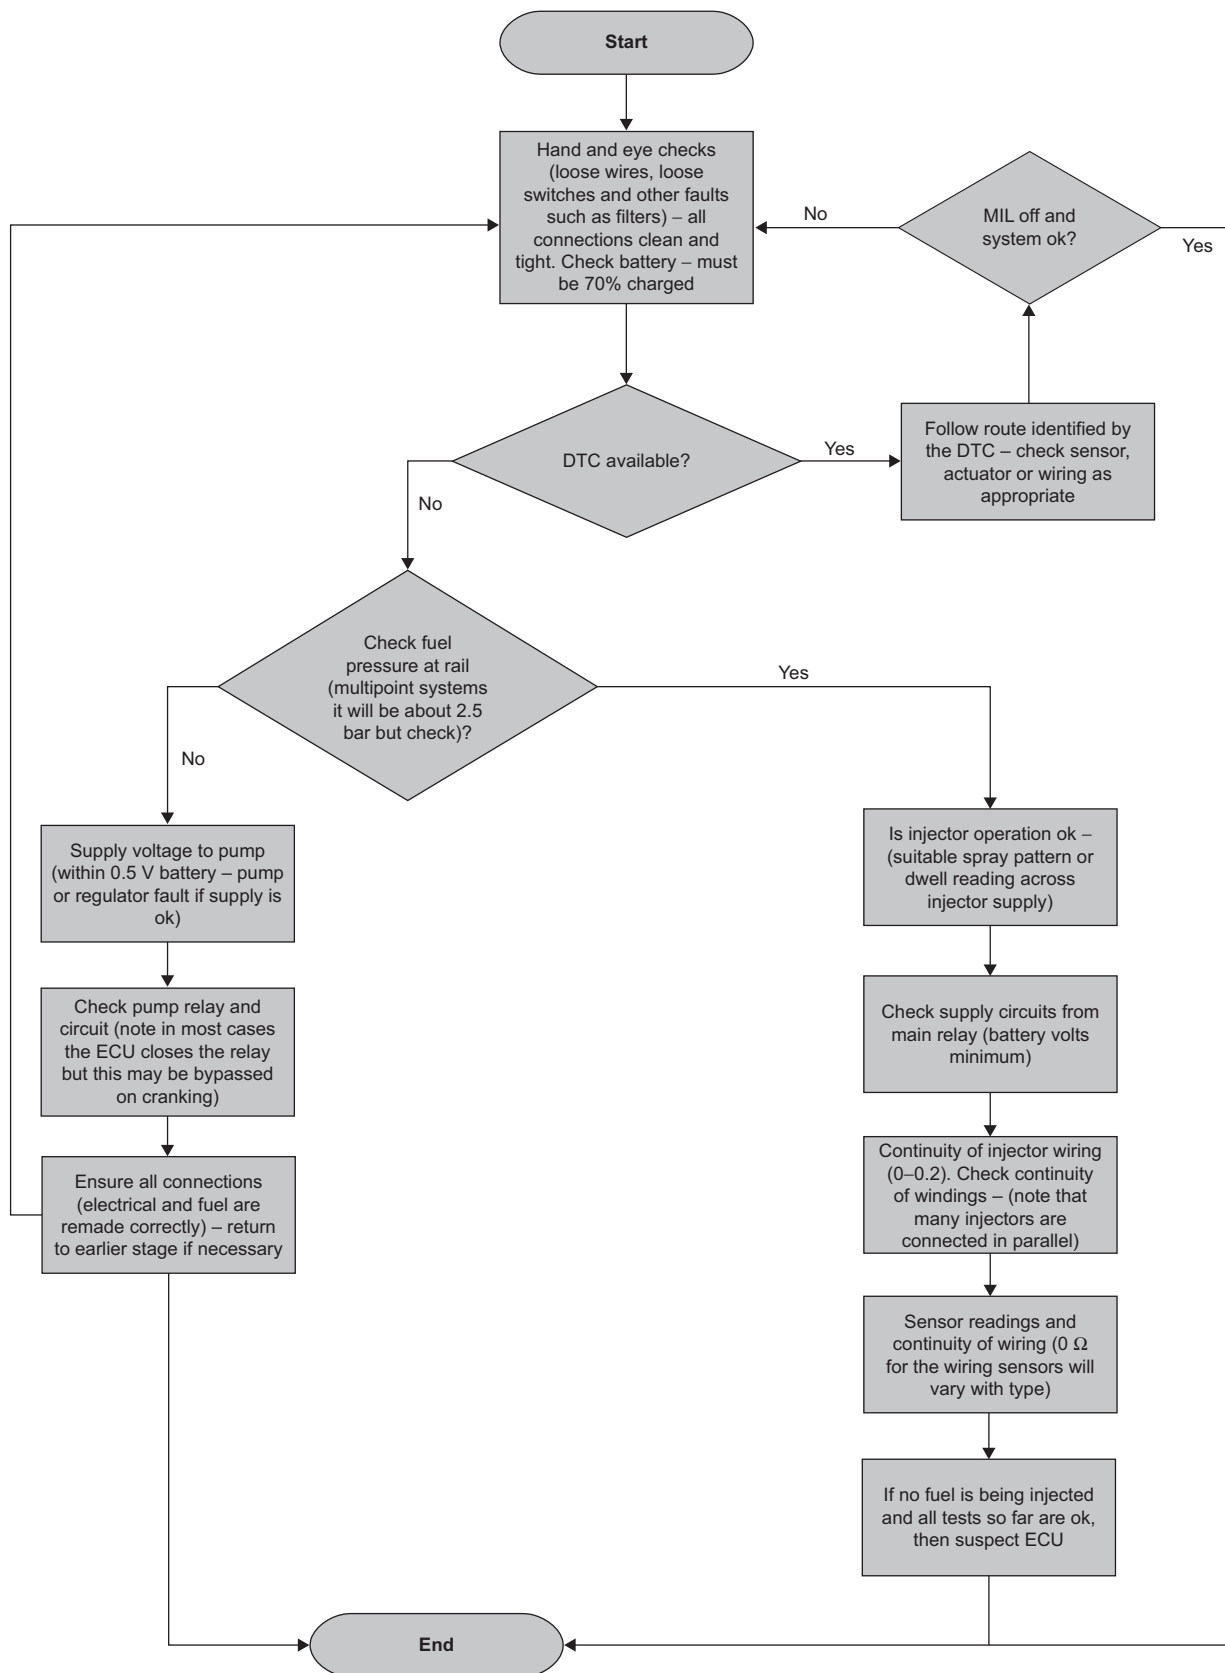 Start
Hand and eye checks
(loose wires, loose
switches and other faults
such as filters) – all
connections clean and
tight. Check battery – must
be 70% charged
No
MIL off and
system ok?
Yes
DTC available?
Yes
Follow route identified by
the DTC – check sensor,
actuator or wiring as
appropriate
No
Check fuel
pressure at rail
(multipoint systems
it will be about 2.5
bar but check)?
Yes
No
Supply voltage to pump
(within 0.5 V battery – pump
or regulator fault if supply is
ok)
Check pump relay and
circuit (note in most cases
the ECU closes the relay
but this may be bypassed
on cranking)
Ensure all connections
(electrical and fuel are
remade correctly) – return
to earlier stage if necessary
Is injector operation ok –
(suitable spray pattern or
dwell reading across
injector supply)
Check supply circuits from
main relay (battery volts
minimum)
Continuity of injector wiring
(0–0.2). Check continuity
of windings – (note that
many injectors are
connected in parallel)
Sensor readings and
continuity of wiring (0 Ω
for the wiring sensors will
vary with type)
If no fuel is being injected
and all tests so far are ok,
then suspect ECU
End